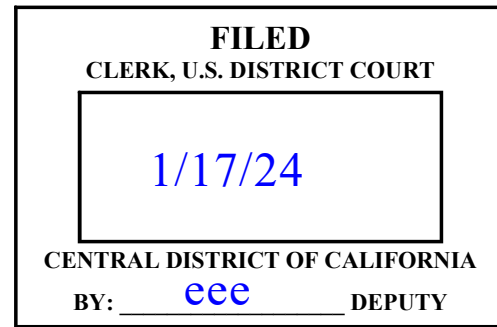 FILED
CLERK, U.S. DISTRICT COURT
1/17/24
CENTRAL DISTRICT OF CALIFORNIA
BY: eee DEPUTY